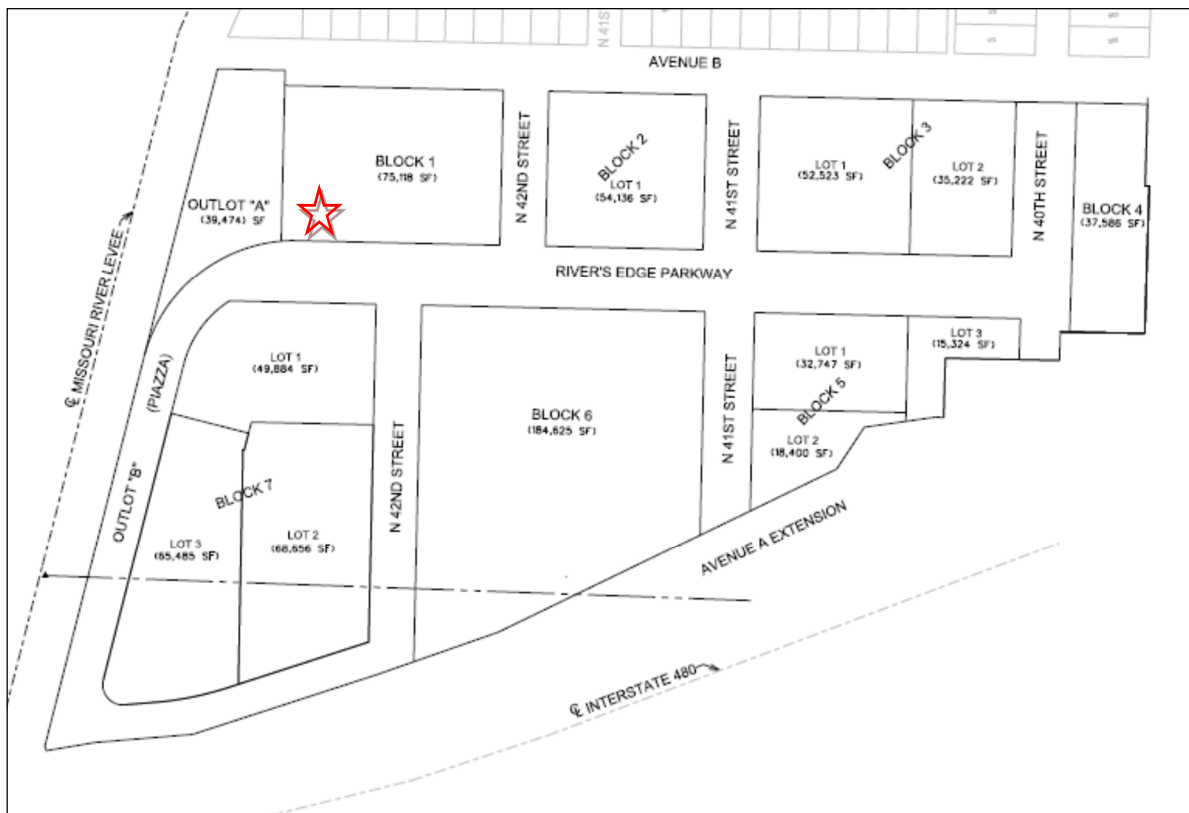 N 41S
AVENUE B
BLOCK 1
(75,118 SF)
N 42ND STREET
BLOCK 2
LOT 1
(54,136 SF)
N 41ST STREET
BLOCK 3
LOT 1
(52,523 SF)
LOT 2
(35,222 SF)
N 40TH STREET
BLOCK 4
(37,586 SF)
OUTLOT "A"
(39,474) SF
RIVER'S EDGE PARKWAY
℄ MISSOURI RIVER LEVEE
(PIAZZA)
OUTLOT "B"
LOT 1
(49,884 SF)
BLOCK 7
LOT 3
(65,485 SF)
LOT 2
(68,656 SF)
N 42ND STREET
BLOCK 6
(184,625 SF)
N 41ST STREET
LOT 1
(32,747 SF)
BLOCK 5
LOT 3
(15,324 SF)
LOT 2
(18,400 SF)
AVENUE A EXTENSION
℄ INTERSTATE 480